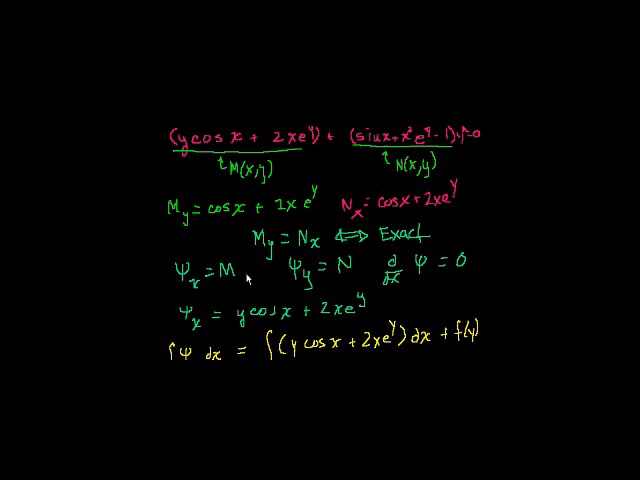 (y cos x + 2xe^y) + (sin x + x² e^y - 1) y' = 0
↑ M(x,y) ↑ N(x,y)
M_y = cos x + 2x e^y N_x = cos x + 2xe^y
M_y = N_x ⟺ Exact
Ψ_x = M Ψ_y = N d/dx Ψ = 0
Ψ_x = y cos x + 2xe^y
∫ Ψ dx = ∫ (y cos x + 2xe^y) dx + f(y)